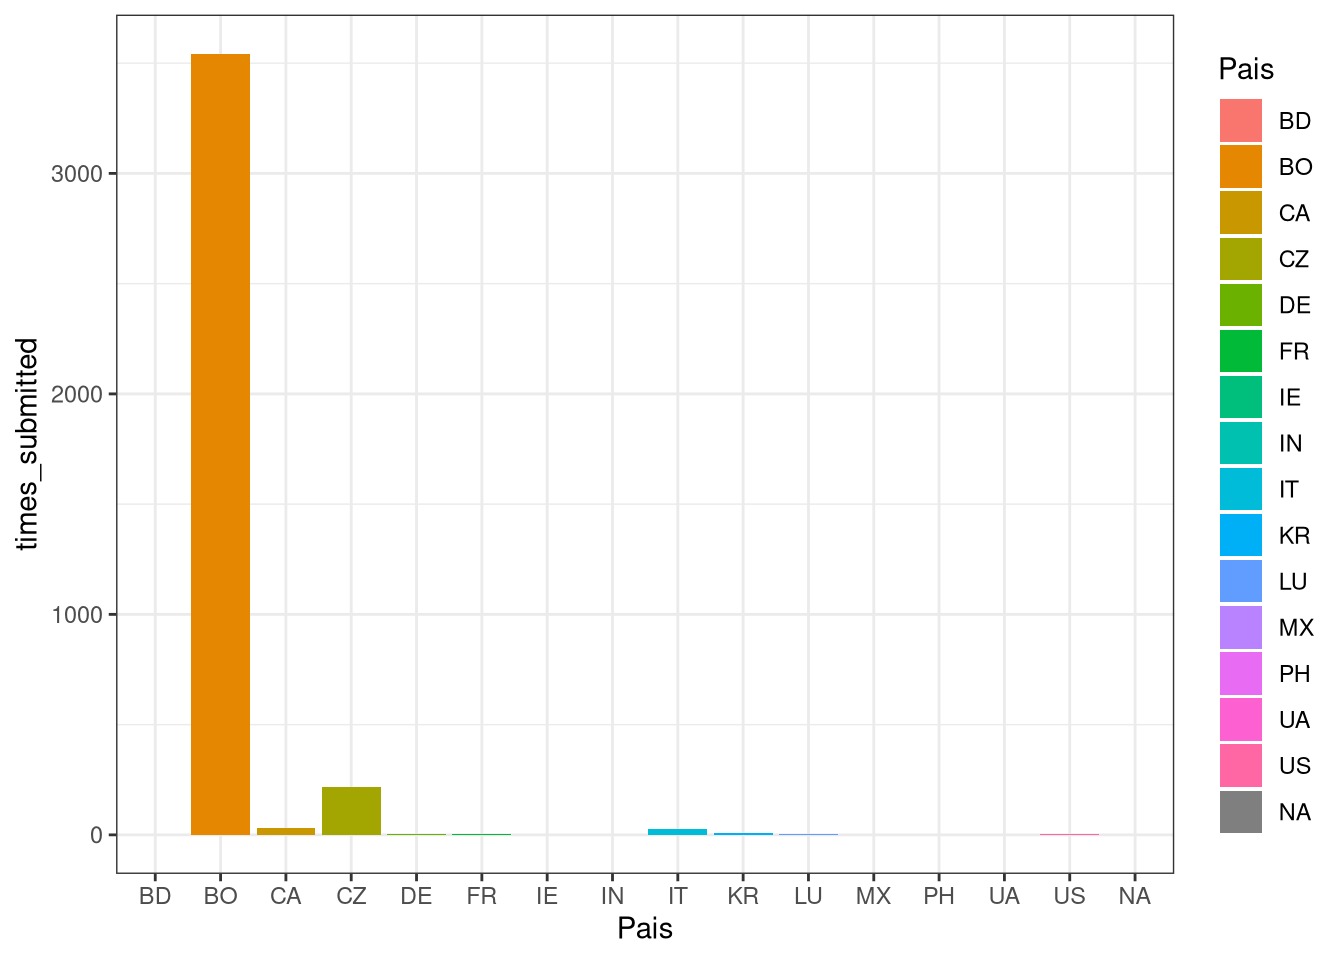 times_submitted
3000
2000
1000
0
BD BO CA CZ DE FR IE IN IT KR LU MX PH UA US NA
Pais
Pais
BD
BO
CA
CZ
DE
FR
IE
IN
IT
KR
LU
MX
PH
UA
US
NA